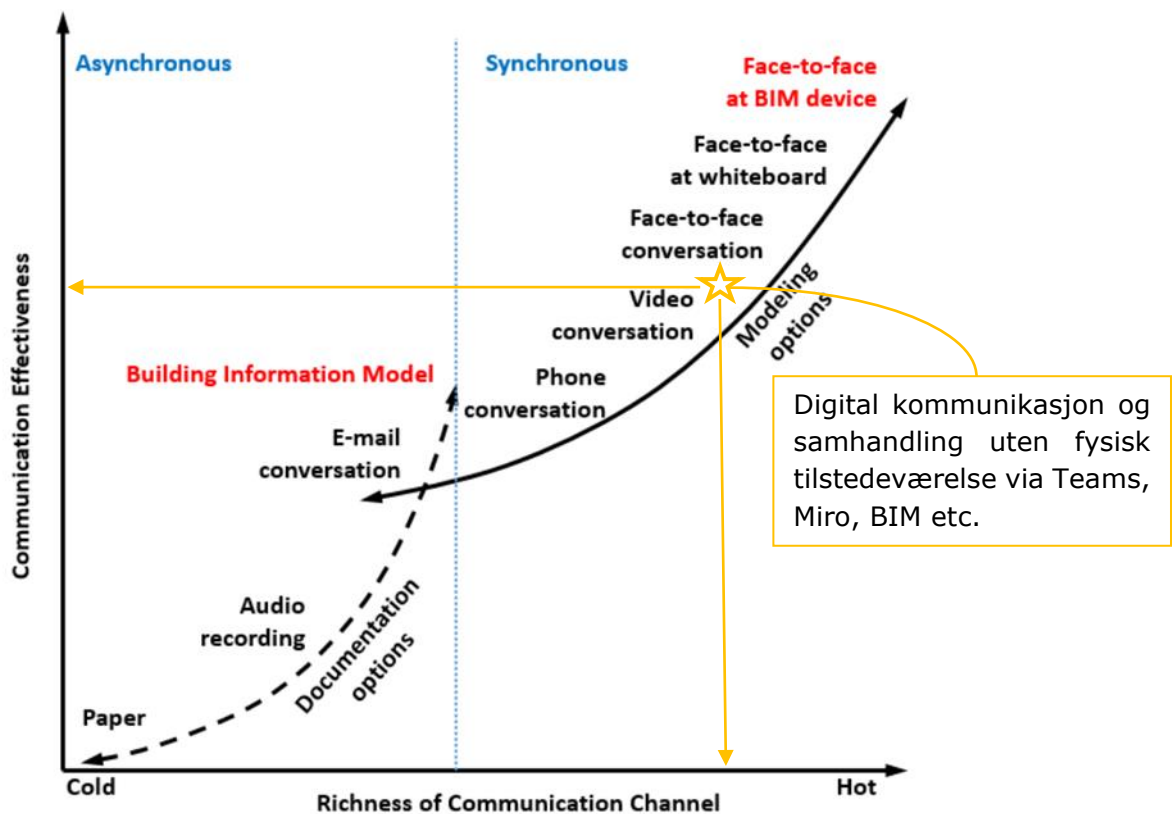 Asynchronous
Synchronous
Face-to-face
at BIM device
Face-to-face
at whiteboard
Face-to-face
conversation
Video
conversation
Modeling
options
Building Information Model
Phone
conversation
E-mail
conversation
Digital kommunikasjon og
samhandling uten fysisk
tilstedeværelse via Teams,
Miro, BIM etc.
Audio
recording
Documentation
options
Paper
Communication Effectiveness
Cold
Hot
Richness of Communication Channel